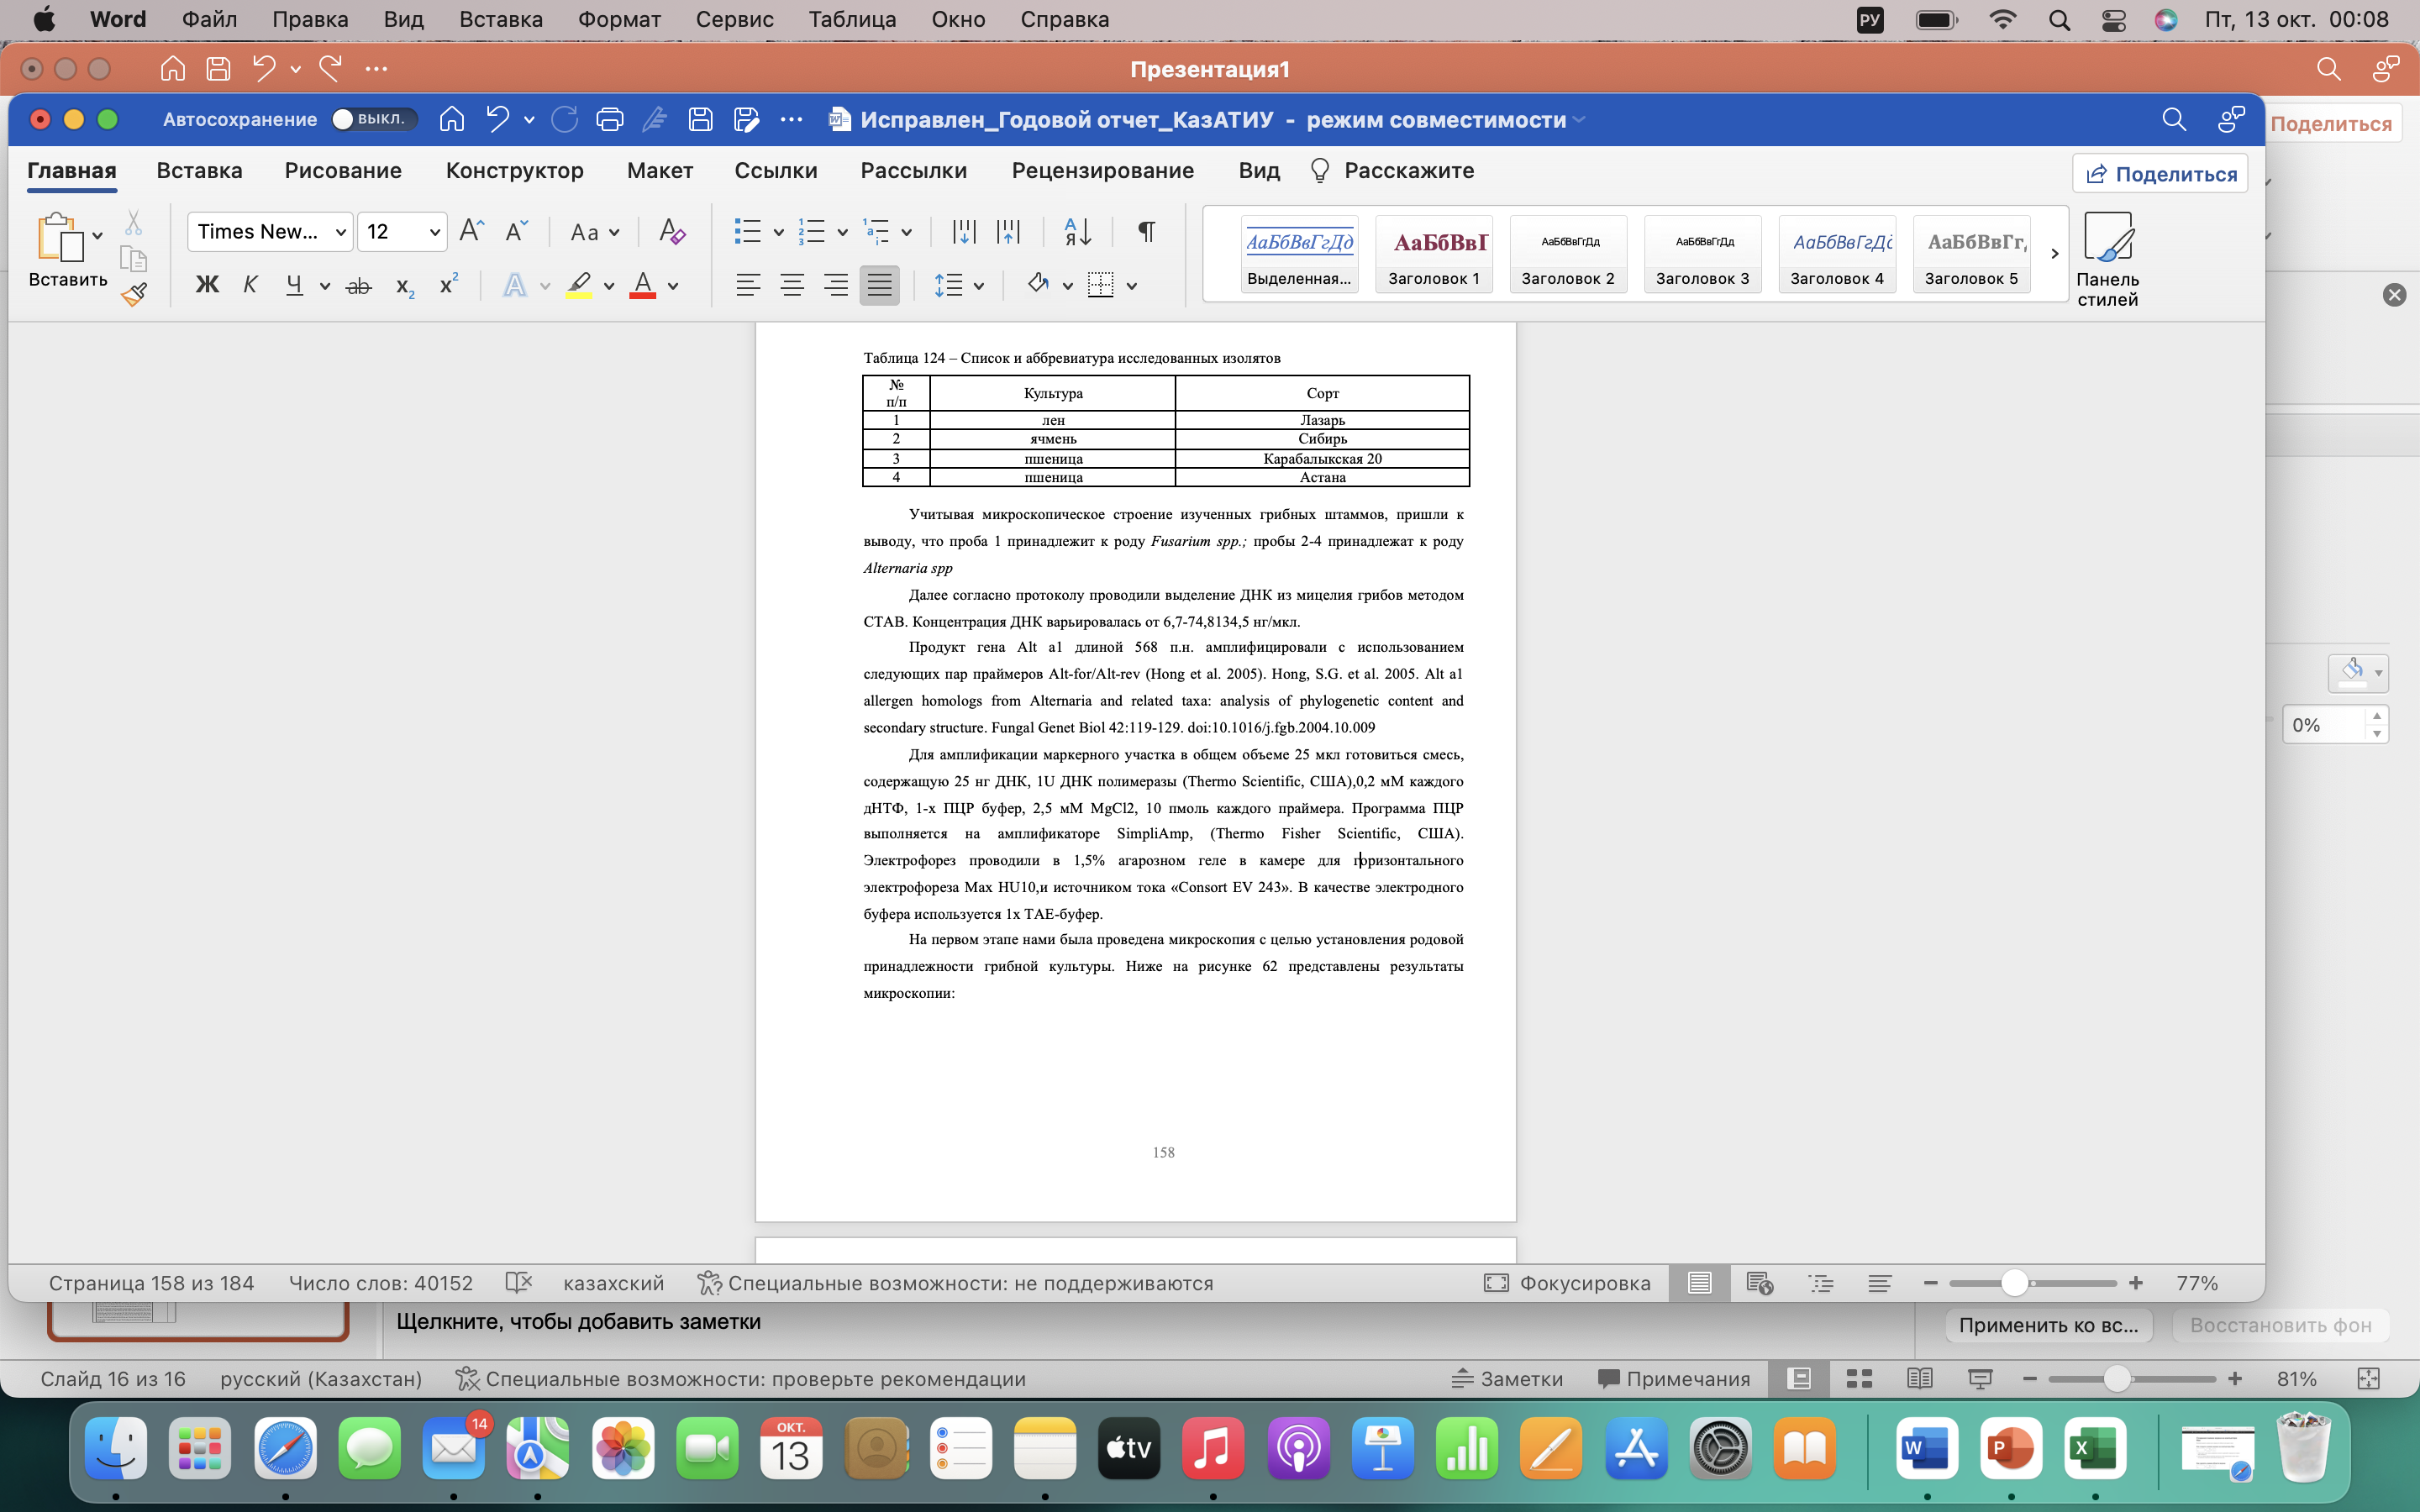 Word Файл Правка Вид Вставка Формат Сервис Таблица Окно Справка РУ Пт, 13 окт. 00:08
Презентация1
Автосохранение ВЫКЛ. Исправлен_Годовой отчет_КазАТИУ - режим совместимости
Поделиться
Главная Вставка Рисование Конструктор Макет Ссылки Рассылки Рецензирование Вид Расскажите Поделиться
Вставить Times New... 12 Aa
АаБбВвГгДд АаБбВвГ АаБбВвГгДд АаБбВвГгДд АаБбВвГгДд АаБбВвГг,
Выделенная... Заголовок 1 Заголовок 2 Заголовок 3 Заголовок 4 Заголовок 5
Панель стилей
Ж К Ч ab x2 x2 A A
Таблица 124 – Список и аббревиатура исследованных изолятов
№ п/п Культура Сорт
1 лен Лазарь
2 ячмень Сибирь
3 пшеница Карабалыкская 20
4 пшеница Астана
Учитывая микроскопическое строение изученных грибных штаммов, пришли к
выводу, что проба 1 принадлежит к роду Fusarium spp.; пробы 2-4 принадлежат к роду
Alternaria spp
Далее согласно протоколу проводили выделение ДНК из мицелия грибов методом
СТАВ. Концентрация ДНК варьировалась от 6,7-74,8134,5 нг/мкл.
Продукт гена Alt a1 длиной 568 п.н. амплифицировали с использованием
следующих пар праймеров Alt-for/Alt-rev (Hong et al. 2005). Hong, S.G. et al. 2005. Alt a1
allergen homologs from Alternaria and related taxa: analysis of phylogenetic content and
secondary structure. Fungal Genet Biol 42:119-129. doi:10.1016/j.fgb.2004.10.009
0%
Для амплификации маркерного участка в общем объеме 25 мкл готовиться смесь,
содержащую 25 нг ДНК, 1U ДНК полимеразы (Thermo Scientific, США),0,2 мМ каждого
дНТФ, 1-х ПЦР буфер, 2,5 мМ MgCl2, 10 пмоль каждого праймера. Программа ПЦР
выполняется на амплификаторе SimpliAmp, (Thermo Fisher Scientific, США).
Электрофорез проводили в 1,5% агарозном геле в камере для горизонтального
электрофореза Max HU10,и источником тока «Consort EV 243». В качестве электродного
буфера используется 1х ТАЕ-буфер.
На первом этапе нами была проведена микроскопия с целью установления родовой
принадлежности грибной культуры. Ниже на рисунке 62 представлены результаты
микроскопии:
158
Страница 158 из 184 Число слов: 40152 казахский Специальные возможности: не поддерживаются Фокусировка 77%
Щелкните, чтобы добавить заметки Применить ко вс... Восстановить фон
Слайд 16 из 16 русский (Казахстан) Специальные возможности: проверьте рекомендации Заметки Примечания 81%
14 ОКТ. 13 tv W P X